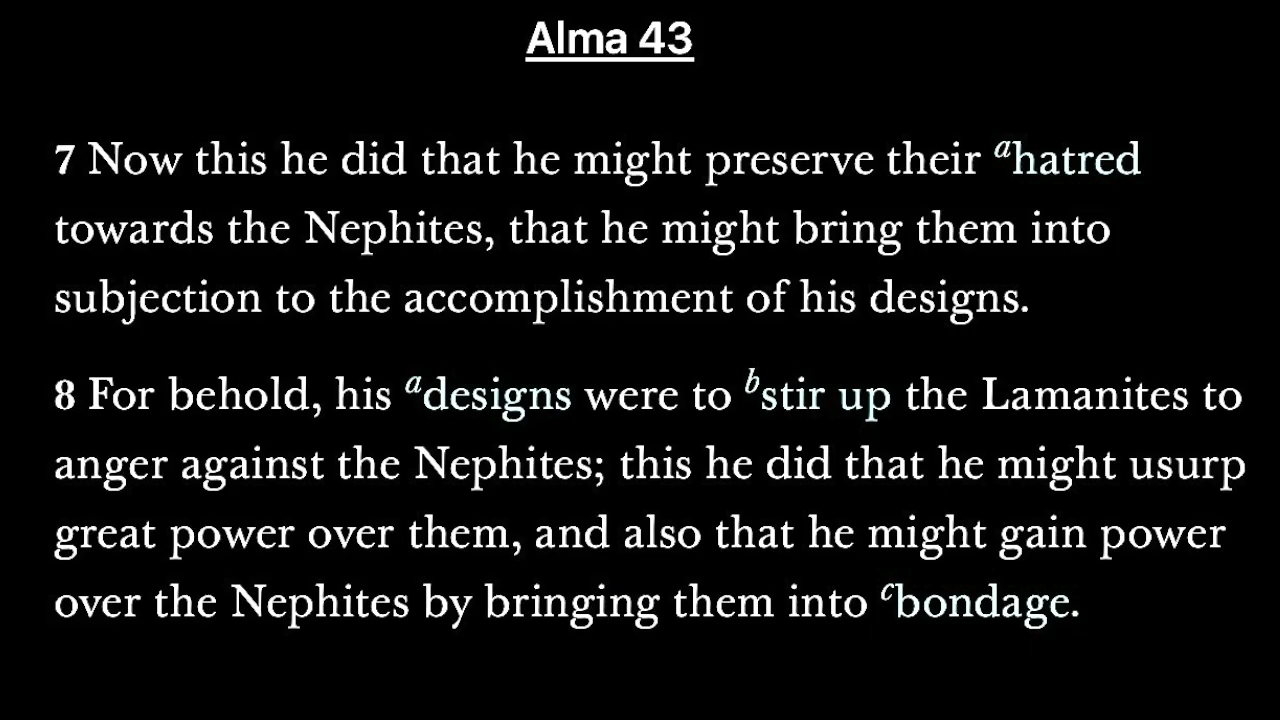 Alma 43
7 Now this he did that he might preserve their ᵃhatred
towards the Nephites, that he might bring them into
subjection to the accomplishment of his designs.
8 For behold, his ᵃdesigns were to ᵇstir up the Lamanites to
anger against the Nephites; this he did that he might usurp
great power over them, and also that he might gain power
over the Nephites by bringing them into ᶜbondage.